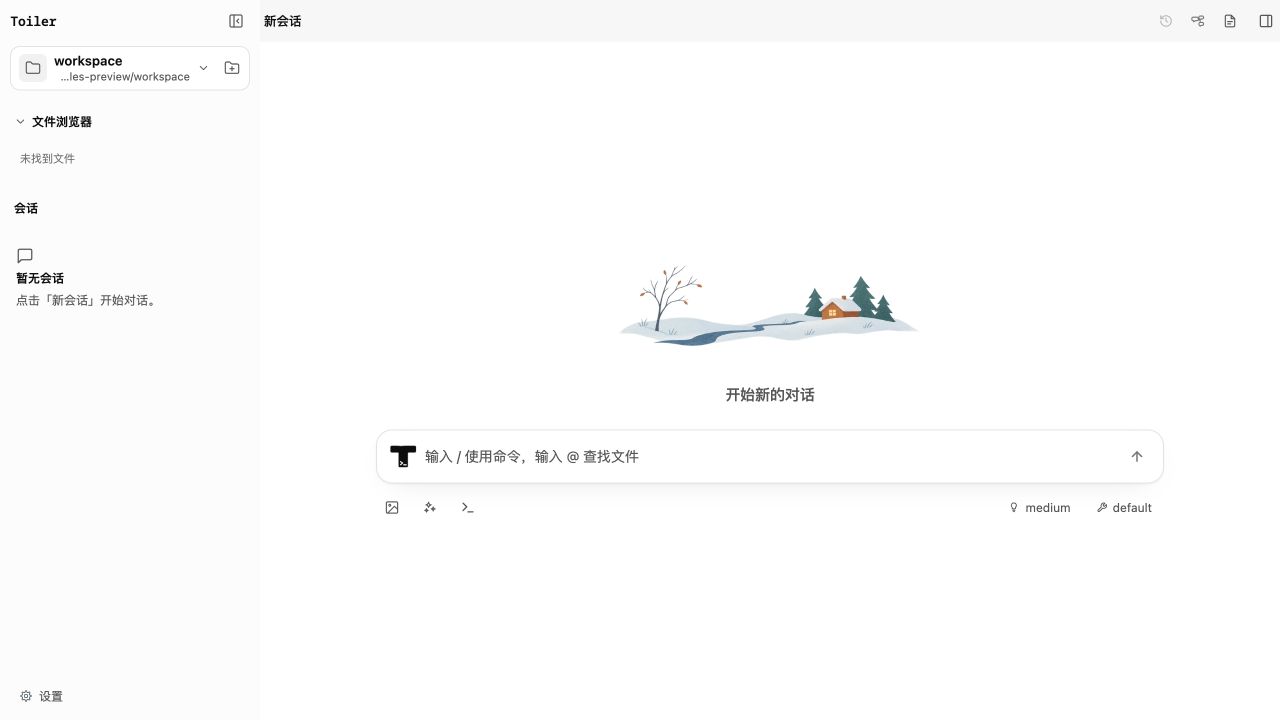 Toiler
workspace
...les-preview/workspace
文件浏览器
未找到文件
会话
暂无会话
点击「新会话」开始对话。
设置
新会话
开始新的对话
输入 / 使用命令，输入 @ 查找文件
medium
default